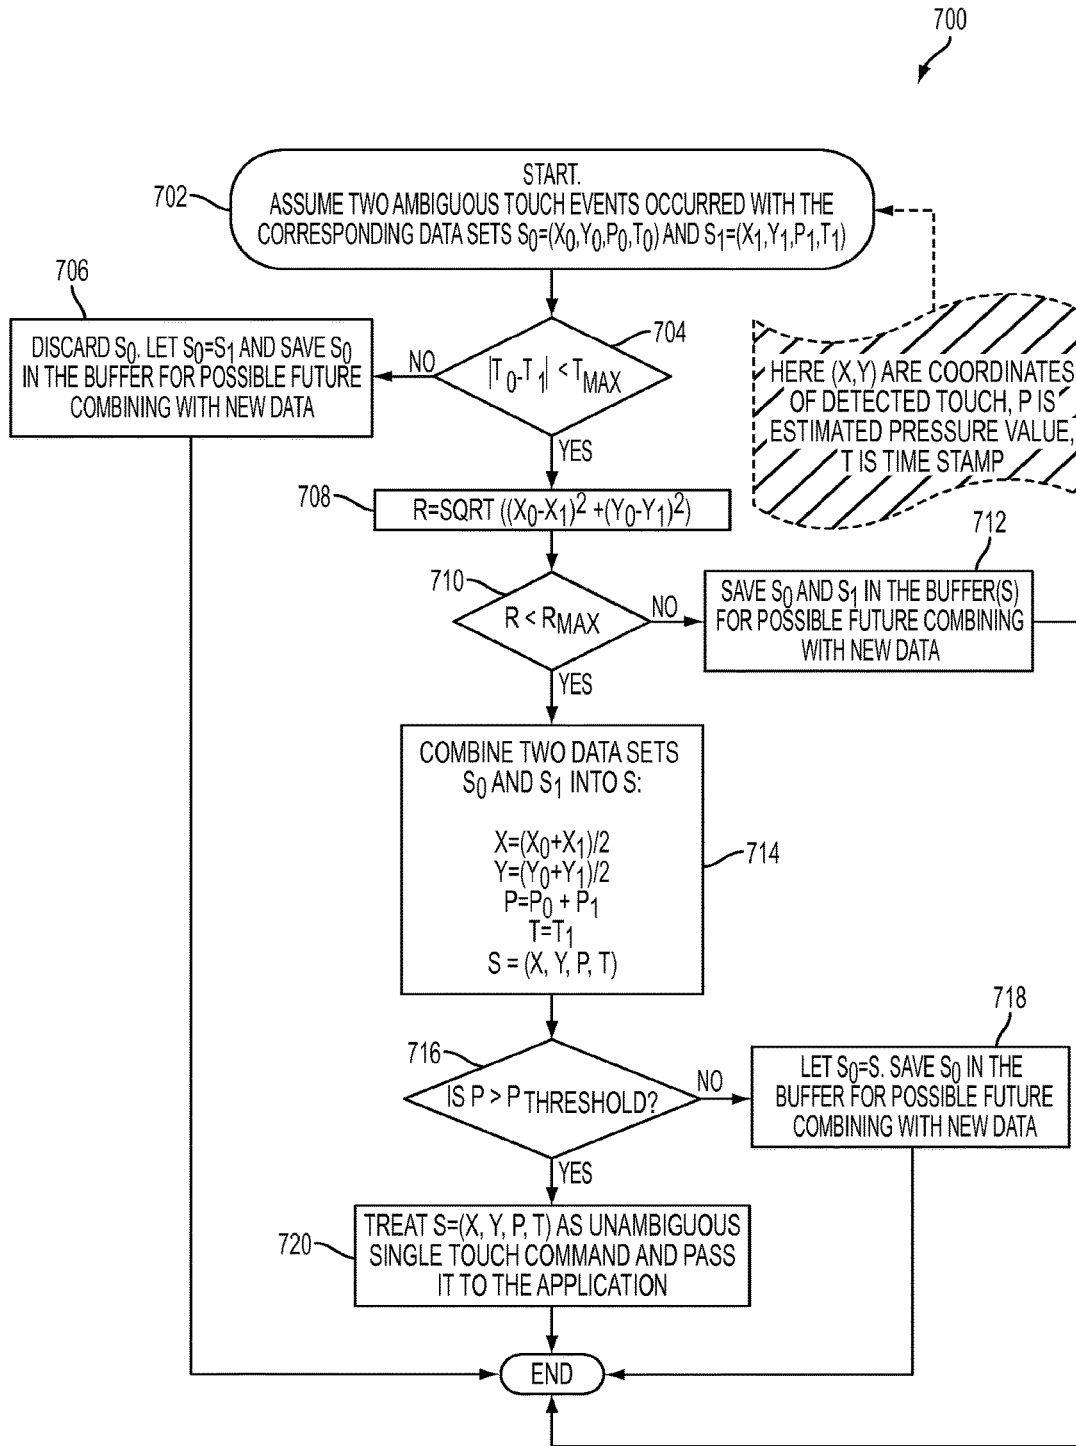 700
702
START.
ASSUME TWO AMBIGUOUS TOUCH EVENTS OCCURRED WITH THE
CORRESPONDING DATA SETS S0=(X0,Y0,P0,T0) AND S1=(X1,Y1,P1,T1)
706
DISCARD S0. LET S0=S1 AND SAVE S0
IN THE BUFFER FOR POSSIBLE FUTURE
COMBINING WITH NEW DATA
NO
704
|T0-T1| < TMAX
YES
HERE (X,Y) ARE COORDINATES
OF DETECTED TOUCH, P IS
ESTIMATED PRESSURE VALUE,
T IS TIME STAMP
708
R=SQRT ((X0-X1)2 +(Y0-Y1)2)
710
R < RMAX
NO
YES
712
SAVE S0 AND S1 IN THE BUFFER(S)
FOR POSSIBLE FUTURE COMBINING
WITH NEW DATA
COMBINE TWO DATA SETS
S0 AND S1 INTO S:
X=(X0+X1)/2
Y=(Y0+Y1)/2
P=P0 + P1
T=T1
S = (X, Y, P, T)
714
716
IS P > PTHRESHOLD?
NO
YES
718
LET S0=S. SAVE S0 IN THE
BUFFER FOR POSSIBLE FUTURE
COMBINING WITH NEW DATA
720
TREAT S=(X, Y, P, T) AS UNAMBIGUOUS
SINGLE TOUCH COMMAND AND PASS
IT TO THE APPLICATION
END